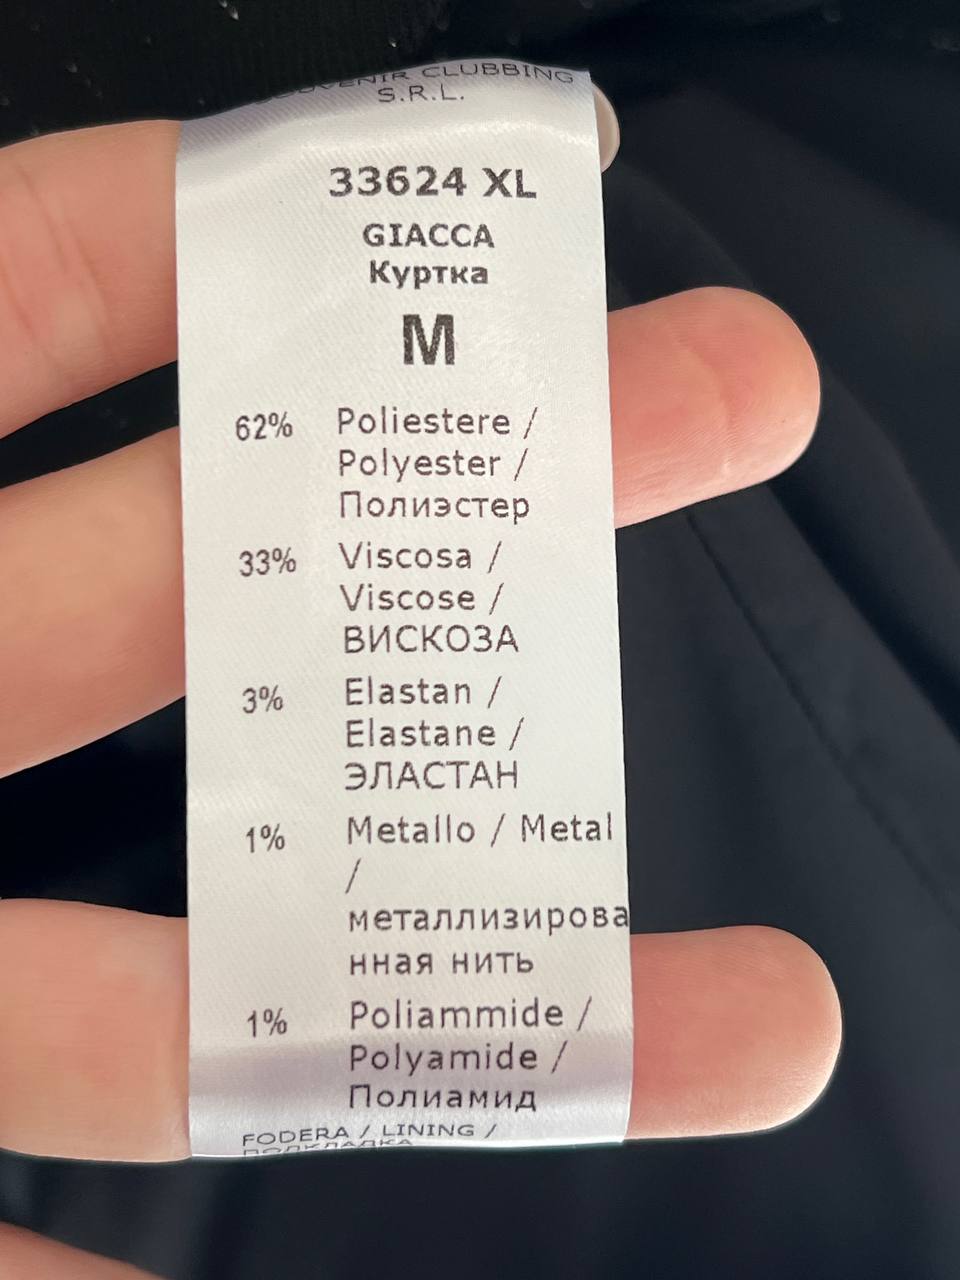 CLUBBING
S.R.L.
33624 XL
GIACCA
Куртка
M
62% Poliestere /
Polyester /
Полиэстер
33% Viscosa /
Viscose /
ВИСКОЗА
3% Elastan /
Elastane /
ЭЛАСТАН
1% Metallo / Metal
/
металлизирова
нная нить
1% Poliammide /
Polyamide /
Полиамид
FODERA / LINING /
ПОДКЛАДКА